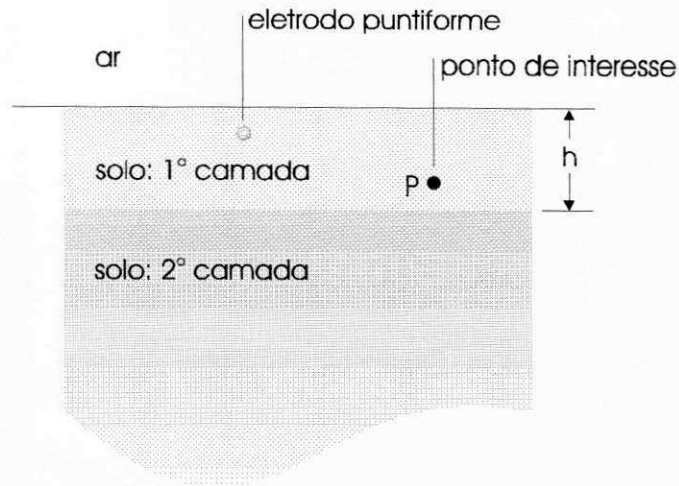 eletrodo puntiforme
ar
ponto de interesse
solo: 1° camada
P
h
solo: 2° camada